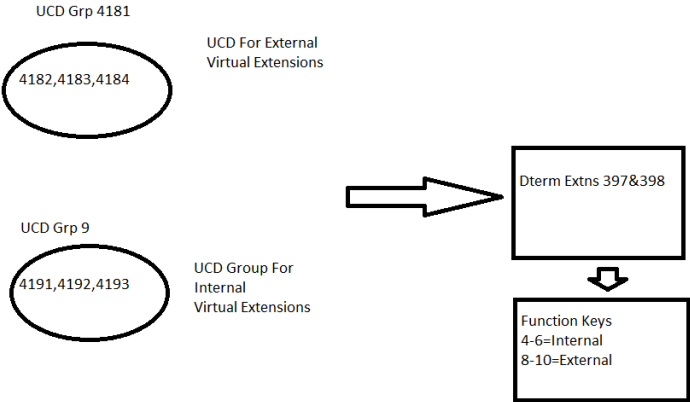 UCD Grp 4181
UCD For External
Virtual Extensions
4182,4183,4184
Dterm Extns 397&398
UCD Grp 9
UCD Group For
Internal
Virtual Extensions
4191,4192,4193
Function Keys
4-6=Internal
8-10=External